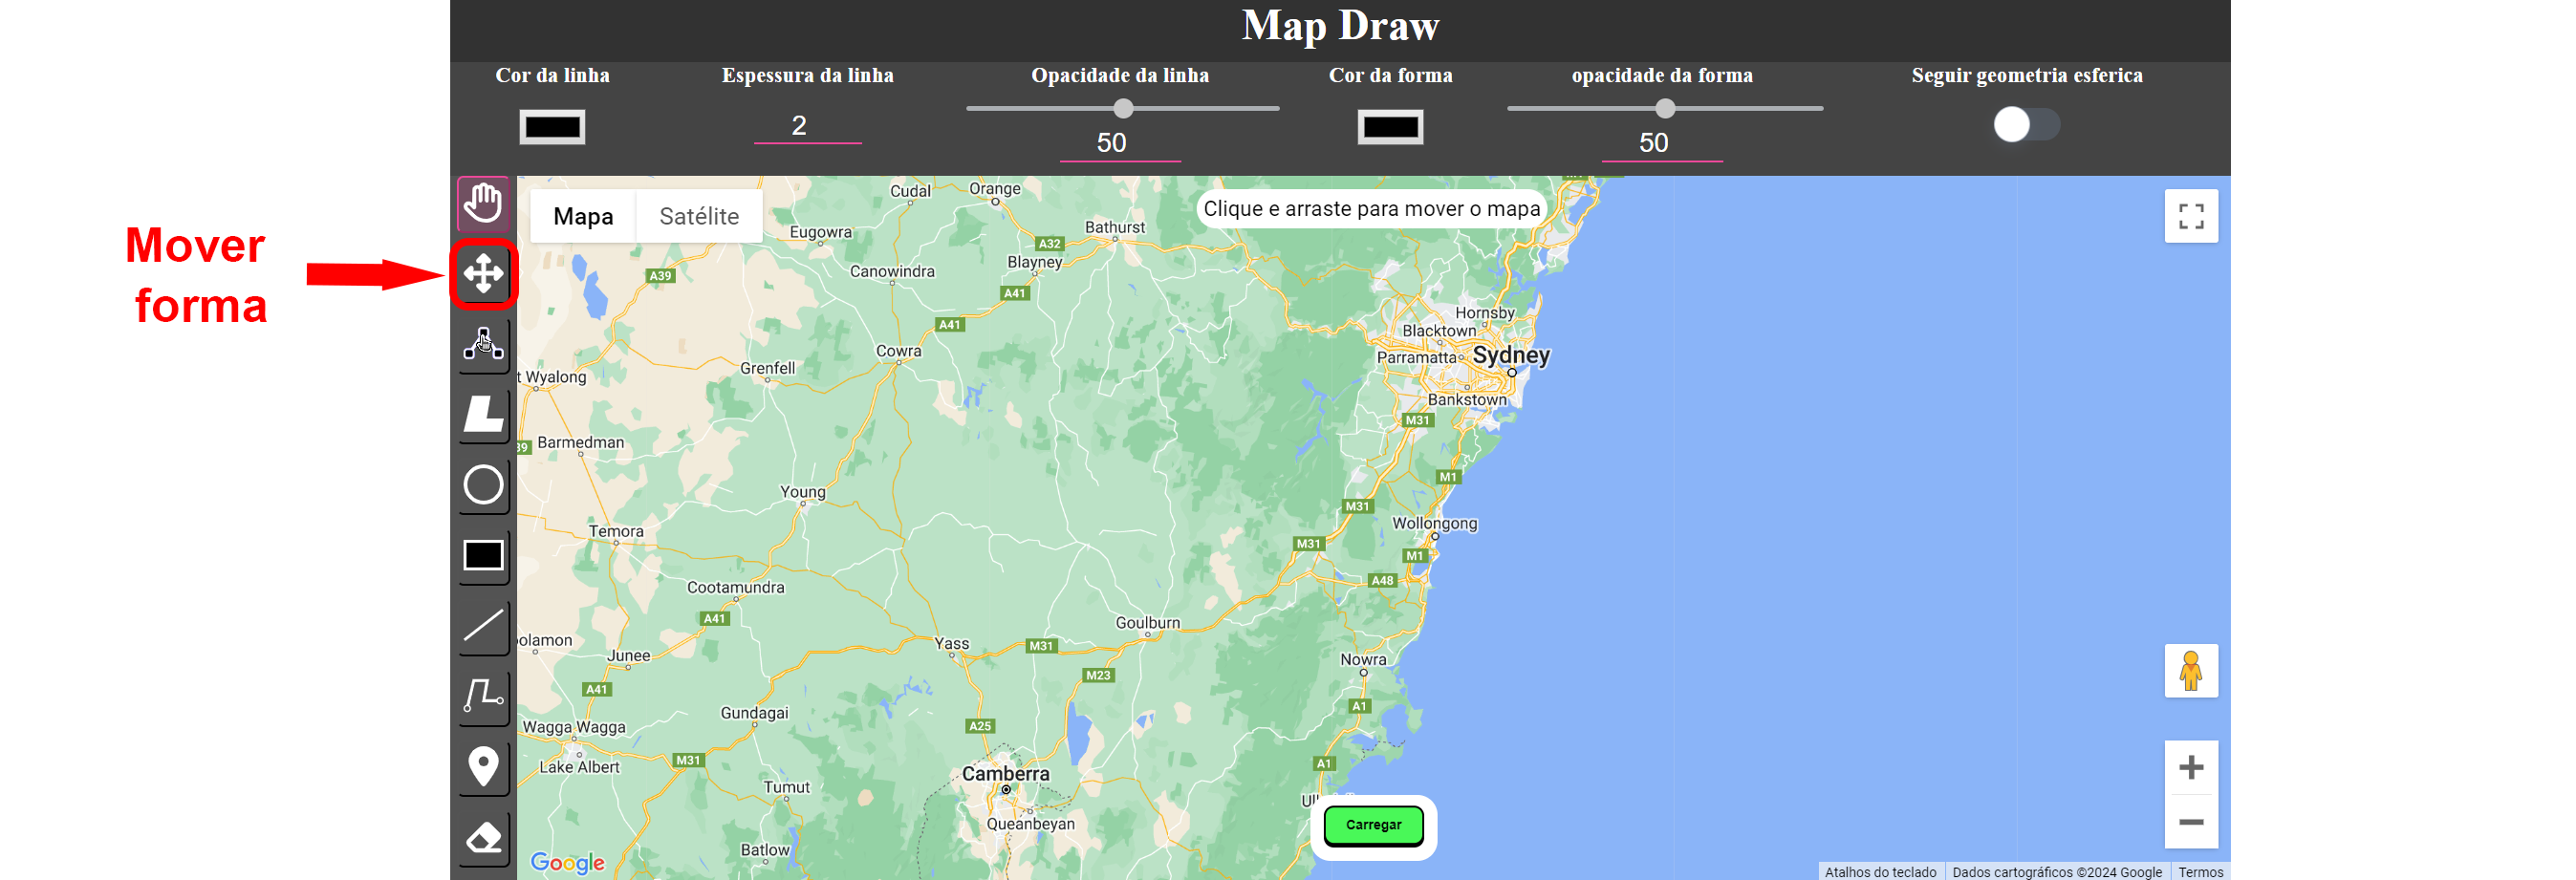 Map Draw
Cor da linha
Espessura da linha
Opacidade da linha
Cor da forma
opacidade da forma
Seguir geometria esferica
2
50
50
Mover
forma
Mapa
Satélite
Clique e arraste para mover o mapa
Cudal
Orange
Eugowra
Bathurst
A32
Blayney
Canowindra
A39
A41
Hornsby
A41
Blacktown
Cowra
Parramatta
Sydney
Grenfell
t Wyalong
Bankstown
M31
Barmedman
39
M1
Young
M31
Wollongong
Temora
M31
M1
A48
Cootamundra
A41
Goulburn
olamon
Yass
M31
Junee
Nowra
M23
A41
A1
Gundagai
A25
Wagga Wagga
M31
Lake Albert
A1
Camberra
Tumut
Queanbeyan
Carregar
Batlow
Google
Atalhos do teclado
Dados cartográficos ©2024 Google
Termos